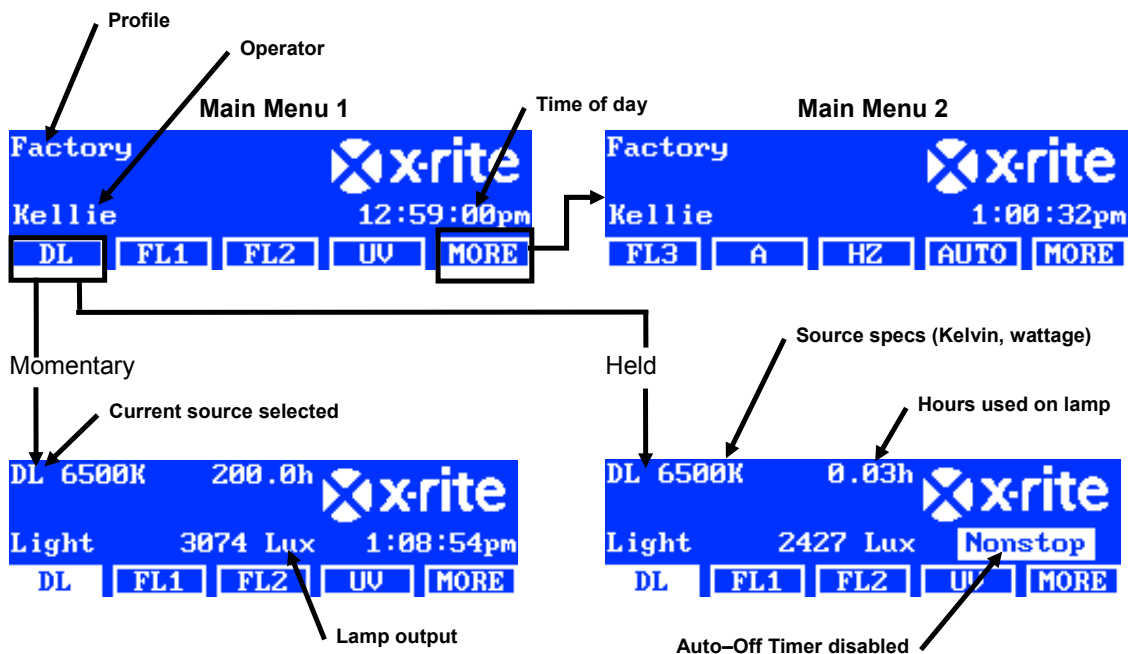 Profile
Operator
Main Menu 1
Time of day
Main Menu 2
Factory
x-rite
Kellie
12:59:00pm
DL FL1 FL2 UV MORE
Factory
x-rite
Kellie
1:00:32pm
FL3 A HZ AUTO MORE
Momentary
Held
Source specs (Kelvin, wattage)
Current source selected
Hours used on lamp
DL 6500K 200.0h
x-rite
Light 3074 Lux 1:08:54pm
DL FL1 FL2 UV MORE
Lamp output
DL 6500K 0.03h
x-rite
Light 2427 Lux Nonstop
DL FL1 FL2 UV MORE
Auto–Off Timer disabled